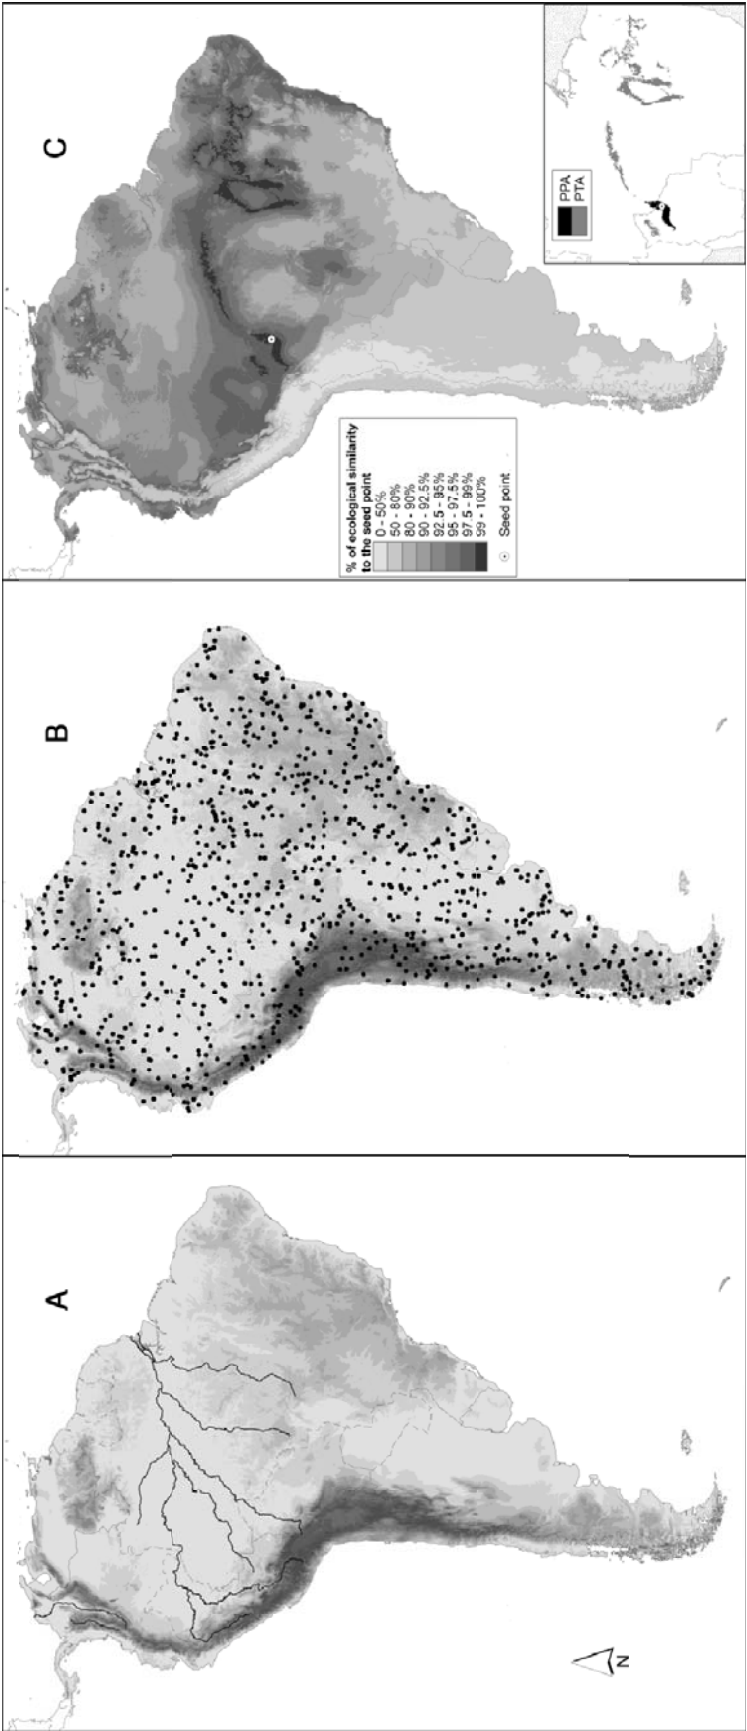 A
N
B
C
% of ecological similarity
to the seed point
0 - 50%
50 - 80%
80 - 90%
90 - 92.5%
92.5 - 95%
95 - 97.5%
97.5 - 99%
99 - 100%
Seed point
PPA
PTA